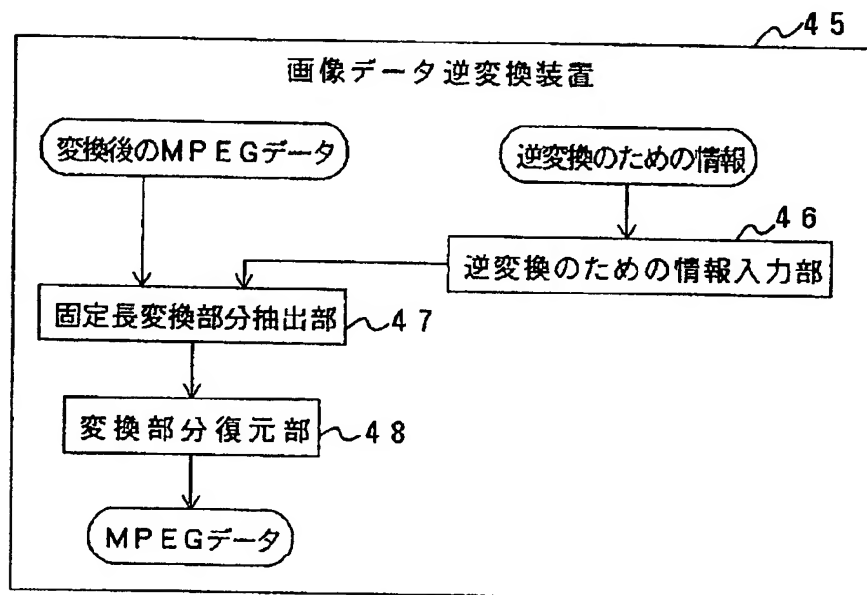 45
画像データ逆変換装置
変換後のMPEGデータ
逆変換のための情報
46
逆変換のための情報入力部
固定長変換部分抽出部
47
変換部分復元部
48
MPEGデータ